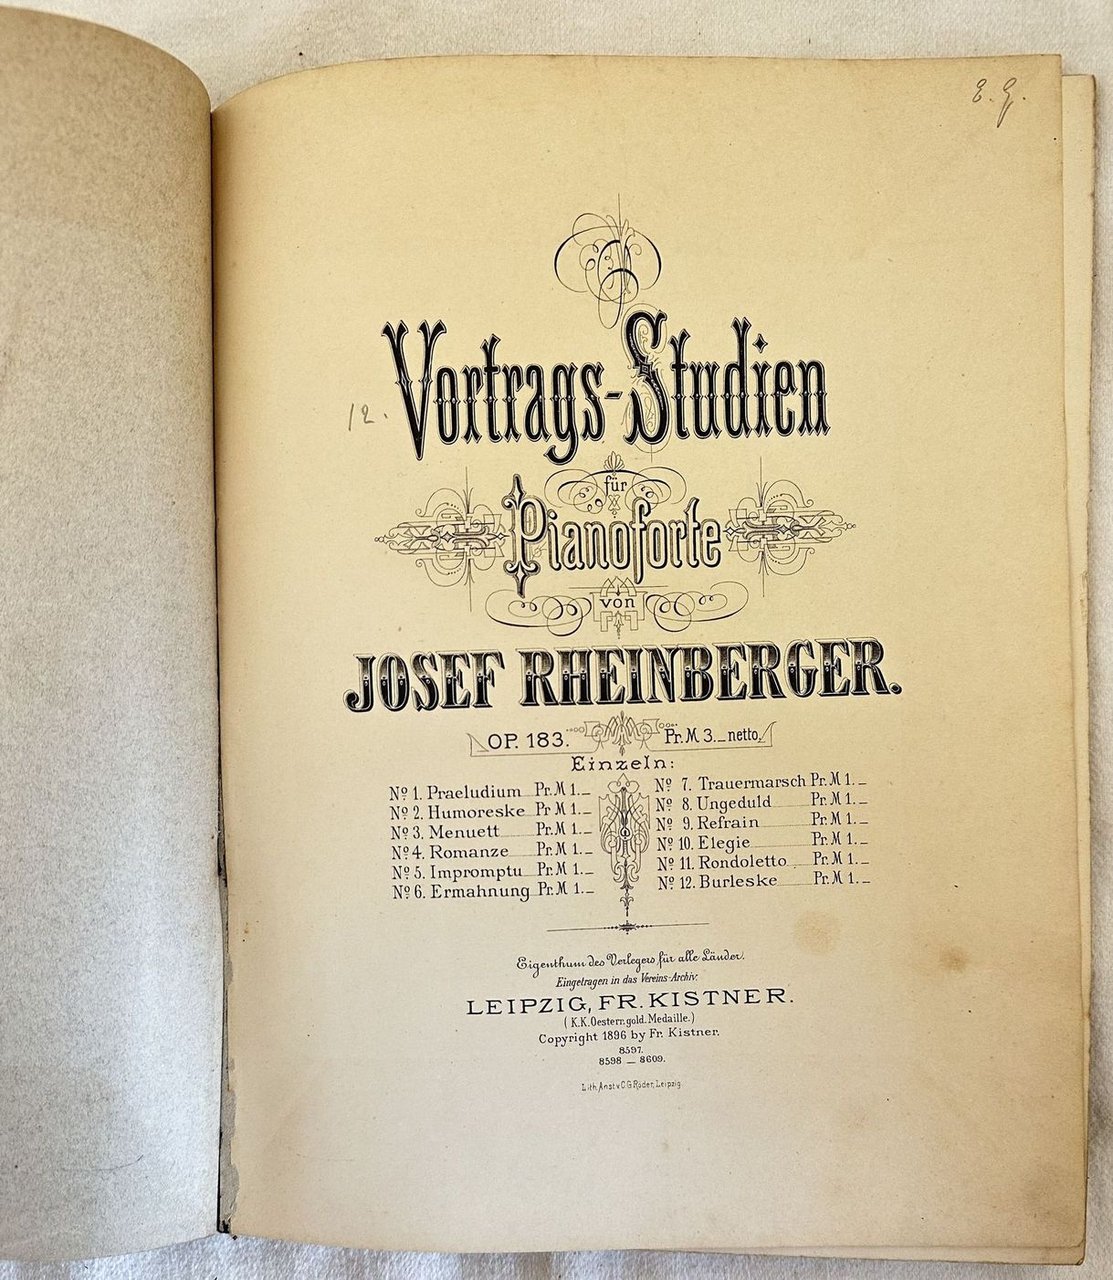 E. G.
12.
Vortrags-Studien
für
Pianoforte
von
JOSEF RHEINBERGER.
OP. 183. Pr. M 3._ netto.
Einzeln:
No 1. Praeludium Pr. M 1._
No 2. Humoreske Pr M 1._
No 3. Menuett Pr. M 1._
No 4. Romanze Pr. M 1._
No 5. Impromptu Pr. M 1._
No 6. Ermahnung Pr. M 1._
No 7. Trauermarsch Pr. M 1._
No 8. Ungeduld Pr. M 1._
No 9. Refrain Pr. M 1._
No 10. Elegie Pr. M 1._
No 11. Rondoletto Pr. M 1._
No 12. Burleske Pr. M 1._
Eigenthum des Verlegers für alle Länder.
Eingetragen in das Vereins-Archiv.
LEIPZIG, FR. KISTNER.
(K.K. Oesterr. gold. Medaille.)
Copyright 1896 by Fr. Kistner.
8597.
8598 _ 8609.
Lith. Anst. v. C. G. Röder, Leipzig.